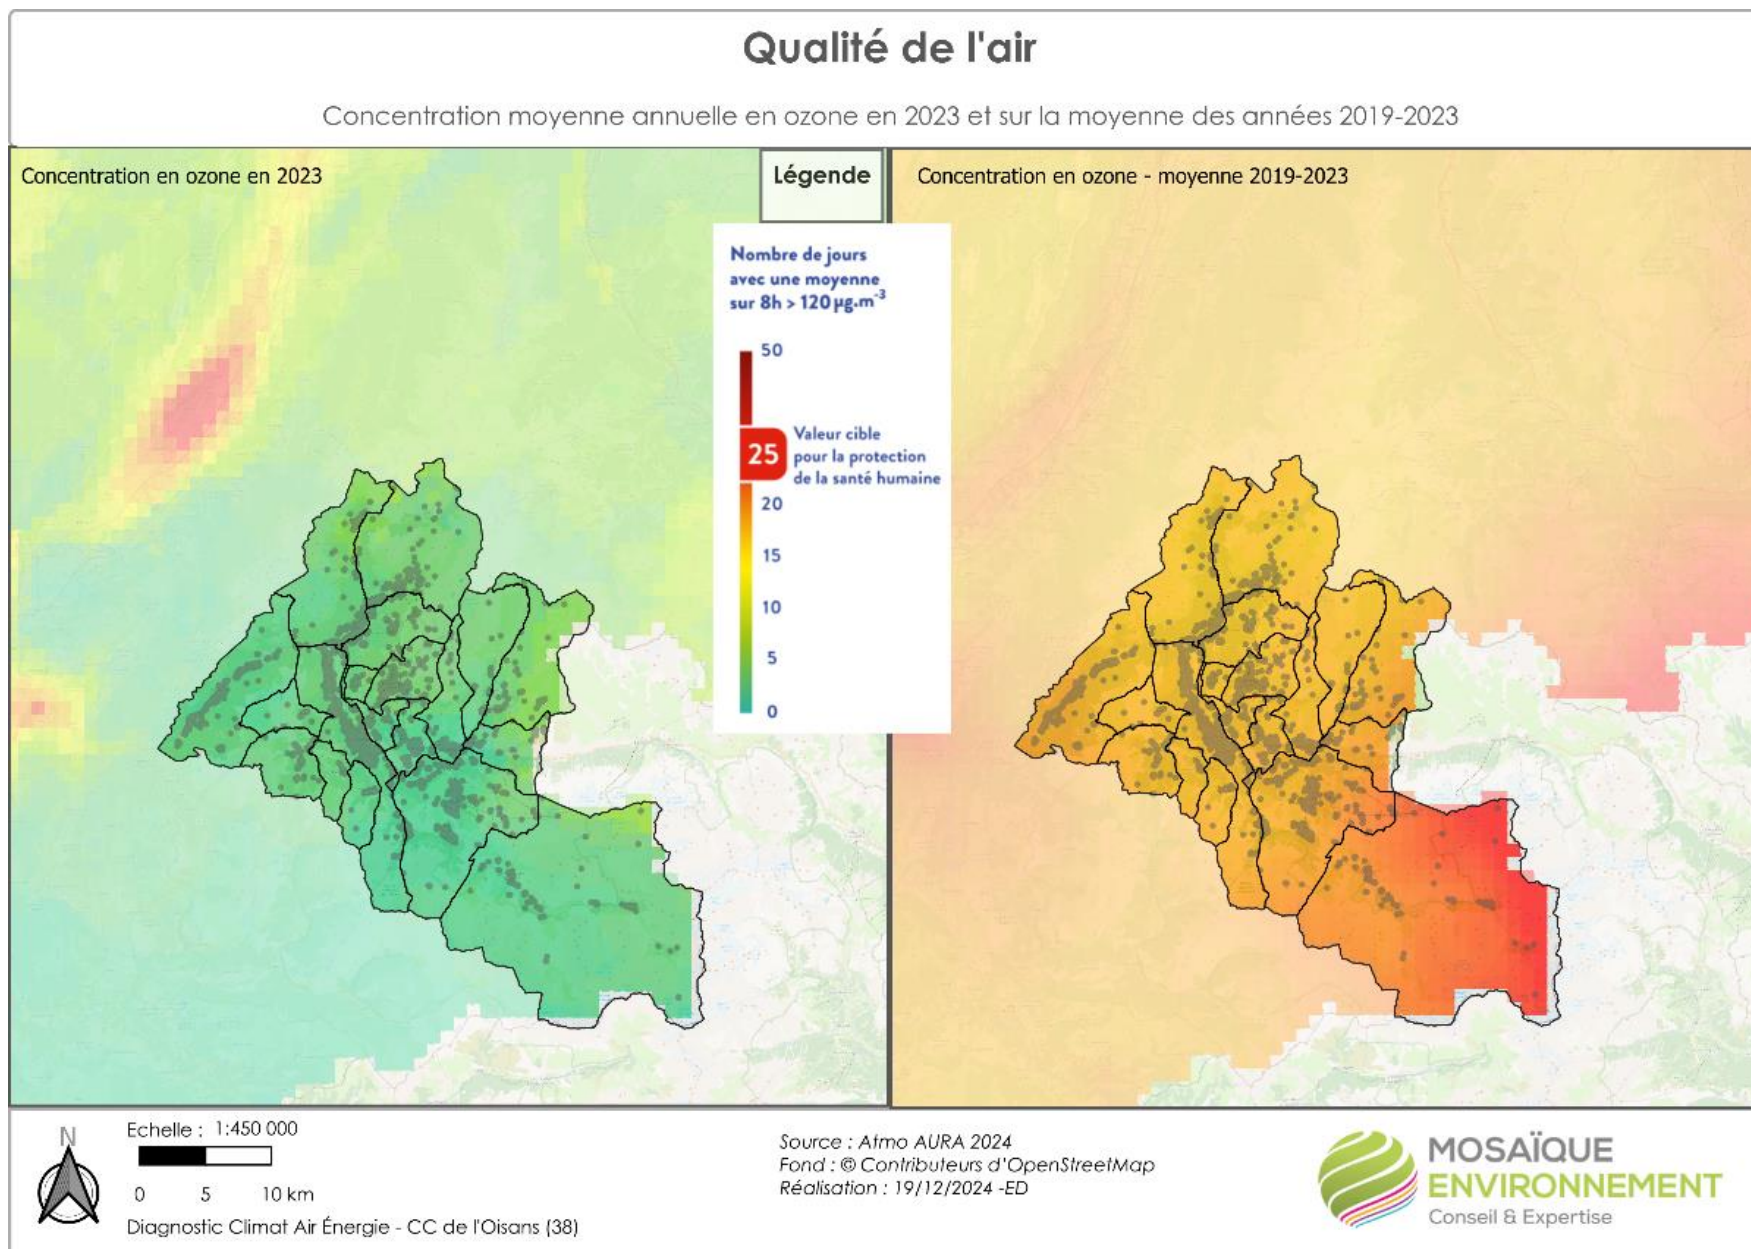 Qualité de l'air
Concentration moyenne annuelle en ozone en 2023 et sur la moyenne des années 2019-2023
Concentration en ozone en 2023
Légende
Concentration en ozone - moyenne 2019-2023
Nombre de jours
avec une moyenne
sur 8h > 120 µg.m⁻³
50
25
Valeur cible
pour la protection
de la santé humaine
20
15
10
5
0
N
Echelle : 1:450 000
0 5 10 km
Diagnostic Climat Air Énergie - CC de l'Oisans (38)
Source : Atmo AURA 2024
Fond : © Contributeurs d'OpenStreetMap
Réalisation : 19/12/2024 -ED
MOSAÏQUE
ENVIRONNEMENT
Conseil & Expertise